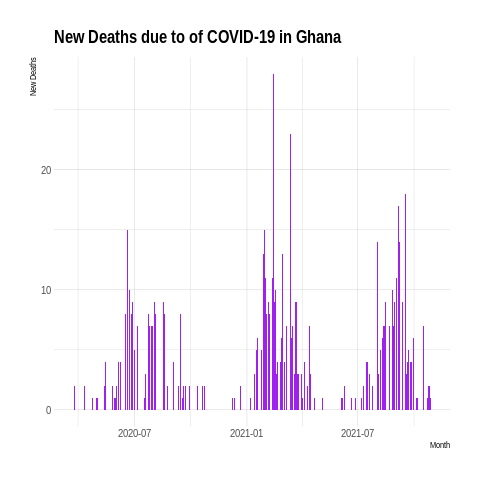 New Deaths due to of COVID-19 in Ghana
New Deaths
20
10
0
2020-07
2021-01
2021-07
Month